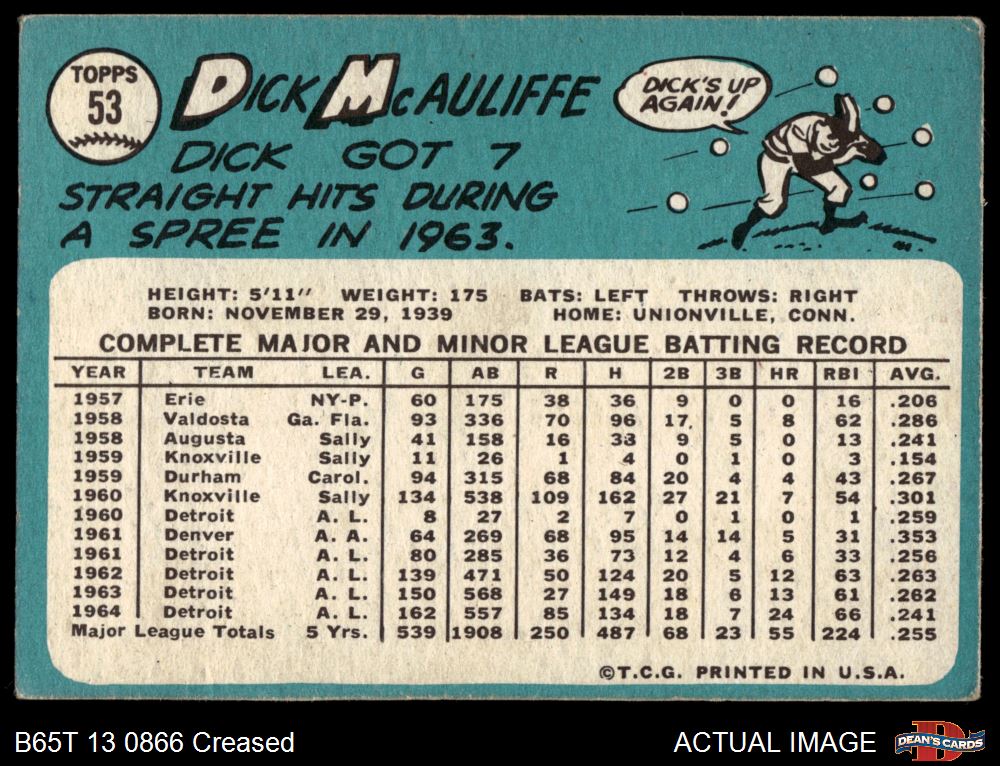 TOPPS
53
DICK McAULIFFE
DICK GOT 7
STRAIGHT HITS DURING
A SPREE IN 1963.
DICK'S UP
AGAIN!
HEIGHT: 5'11" WEIGHT: 175 BATS: LEFT THROWS: RIGHT
BORN: NOVEMBER 29, 1939 HOME: UNIONVILLE, CONN.
COMPLETE MAJOR AND MINOR LEAGUE BATTING RECORD
YEAR TEAM LEA. G AB R H 2B 3B HR RBI AVG.
1957 Erie NY-P. 60 175 38 36 9 0 0 16 .206
1958 Valdosta Ga. Fla. 93 336 70 96 17 5 8 62 .286
1958 Augusta Sally 41 158 16 33 9 5 0 13 .241
1959 Knoxville Sally 11 26 1 4 0 1 0 3 .154
1959 Durham Carol. 94 315 68 84 20 4 4 43 .267
1960 Knoxville Sally 134 538 109 162 27 21 7 54 .301
1960 Detroit A. L. 8 27 2 7 0 1 0 1 .259
1961 Denver A. A. 64 269 68 95 14 14 5 31 .353
1961 Detroit A. L. 80 285 36 73 12 4 6 33 .256
1962 Detroit A. L. 139 471 50 124 20 5 12 63 .263
1963 Detroit A. L. 150 568 27 149 18 6 13 61 .262
1964 Detroit A. L. 162 557 85 134 18 7 24 66 .241
Major League Totals 5 Yrs. 539 1908 250 487 68 23 55 224 .255
©T.C.G. PRINTED IN U.S.A.
B65T 13 0866 Creased
ACTUAL IMAGE
DEAN'S CARDS